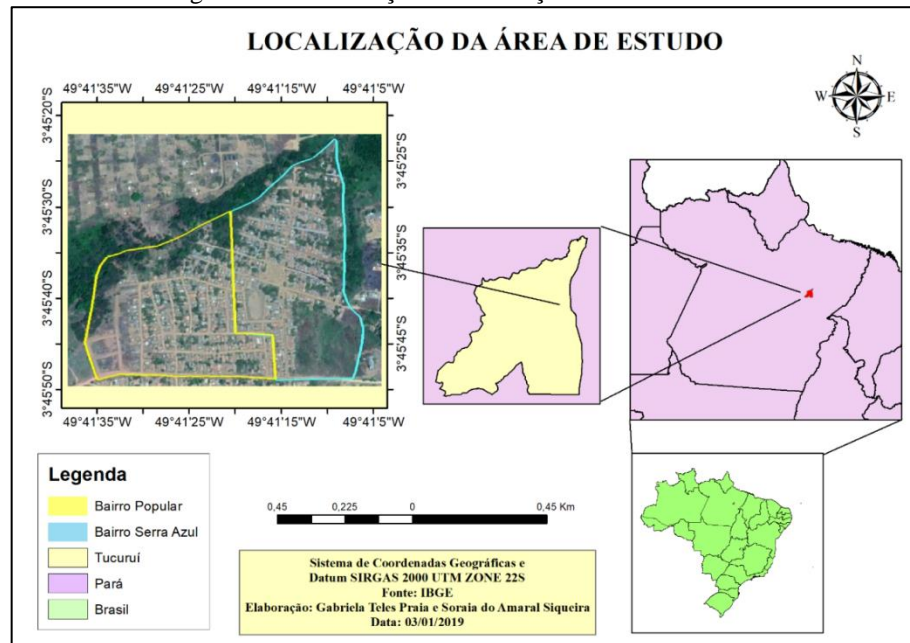 LOCALIZAÇÃO DA ÁREA DE ESTUDO
N
W E
S
49°41'35"W 49°41'25"W 49°41'15"W 49°41'5"W
3°45'20"S
3°45'30"S
3°45'40"S
3°45'50"S
3°45'25"S
3°45'35"S
3°45'45"S
49°41'35"W 49°41'25"W 49°41'15"W 49°41'5"W
Legenda
Bairro Popular
Bairro Serra Azul
Tucuruí
Pará
Brasil
0,45 0,225 0 0,45 Km
Sistema de Coordenadas Geográficas e
Datum SIRGAS 2000 UTM ZONE 22S
Fonte: IBGE
Elaboração: Gabriela Teles Praia e Soraia do Amaral Siqueira
Data: 03/01/2019